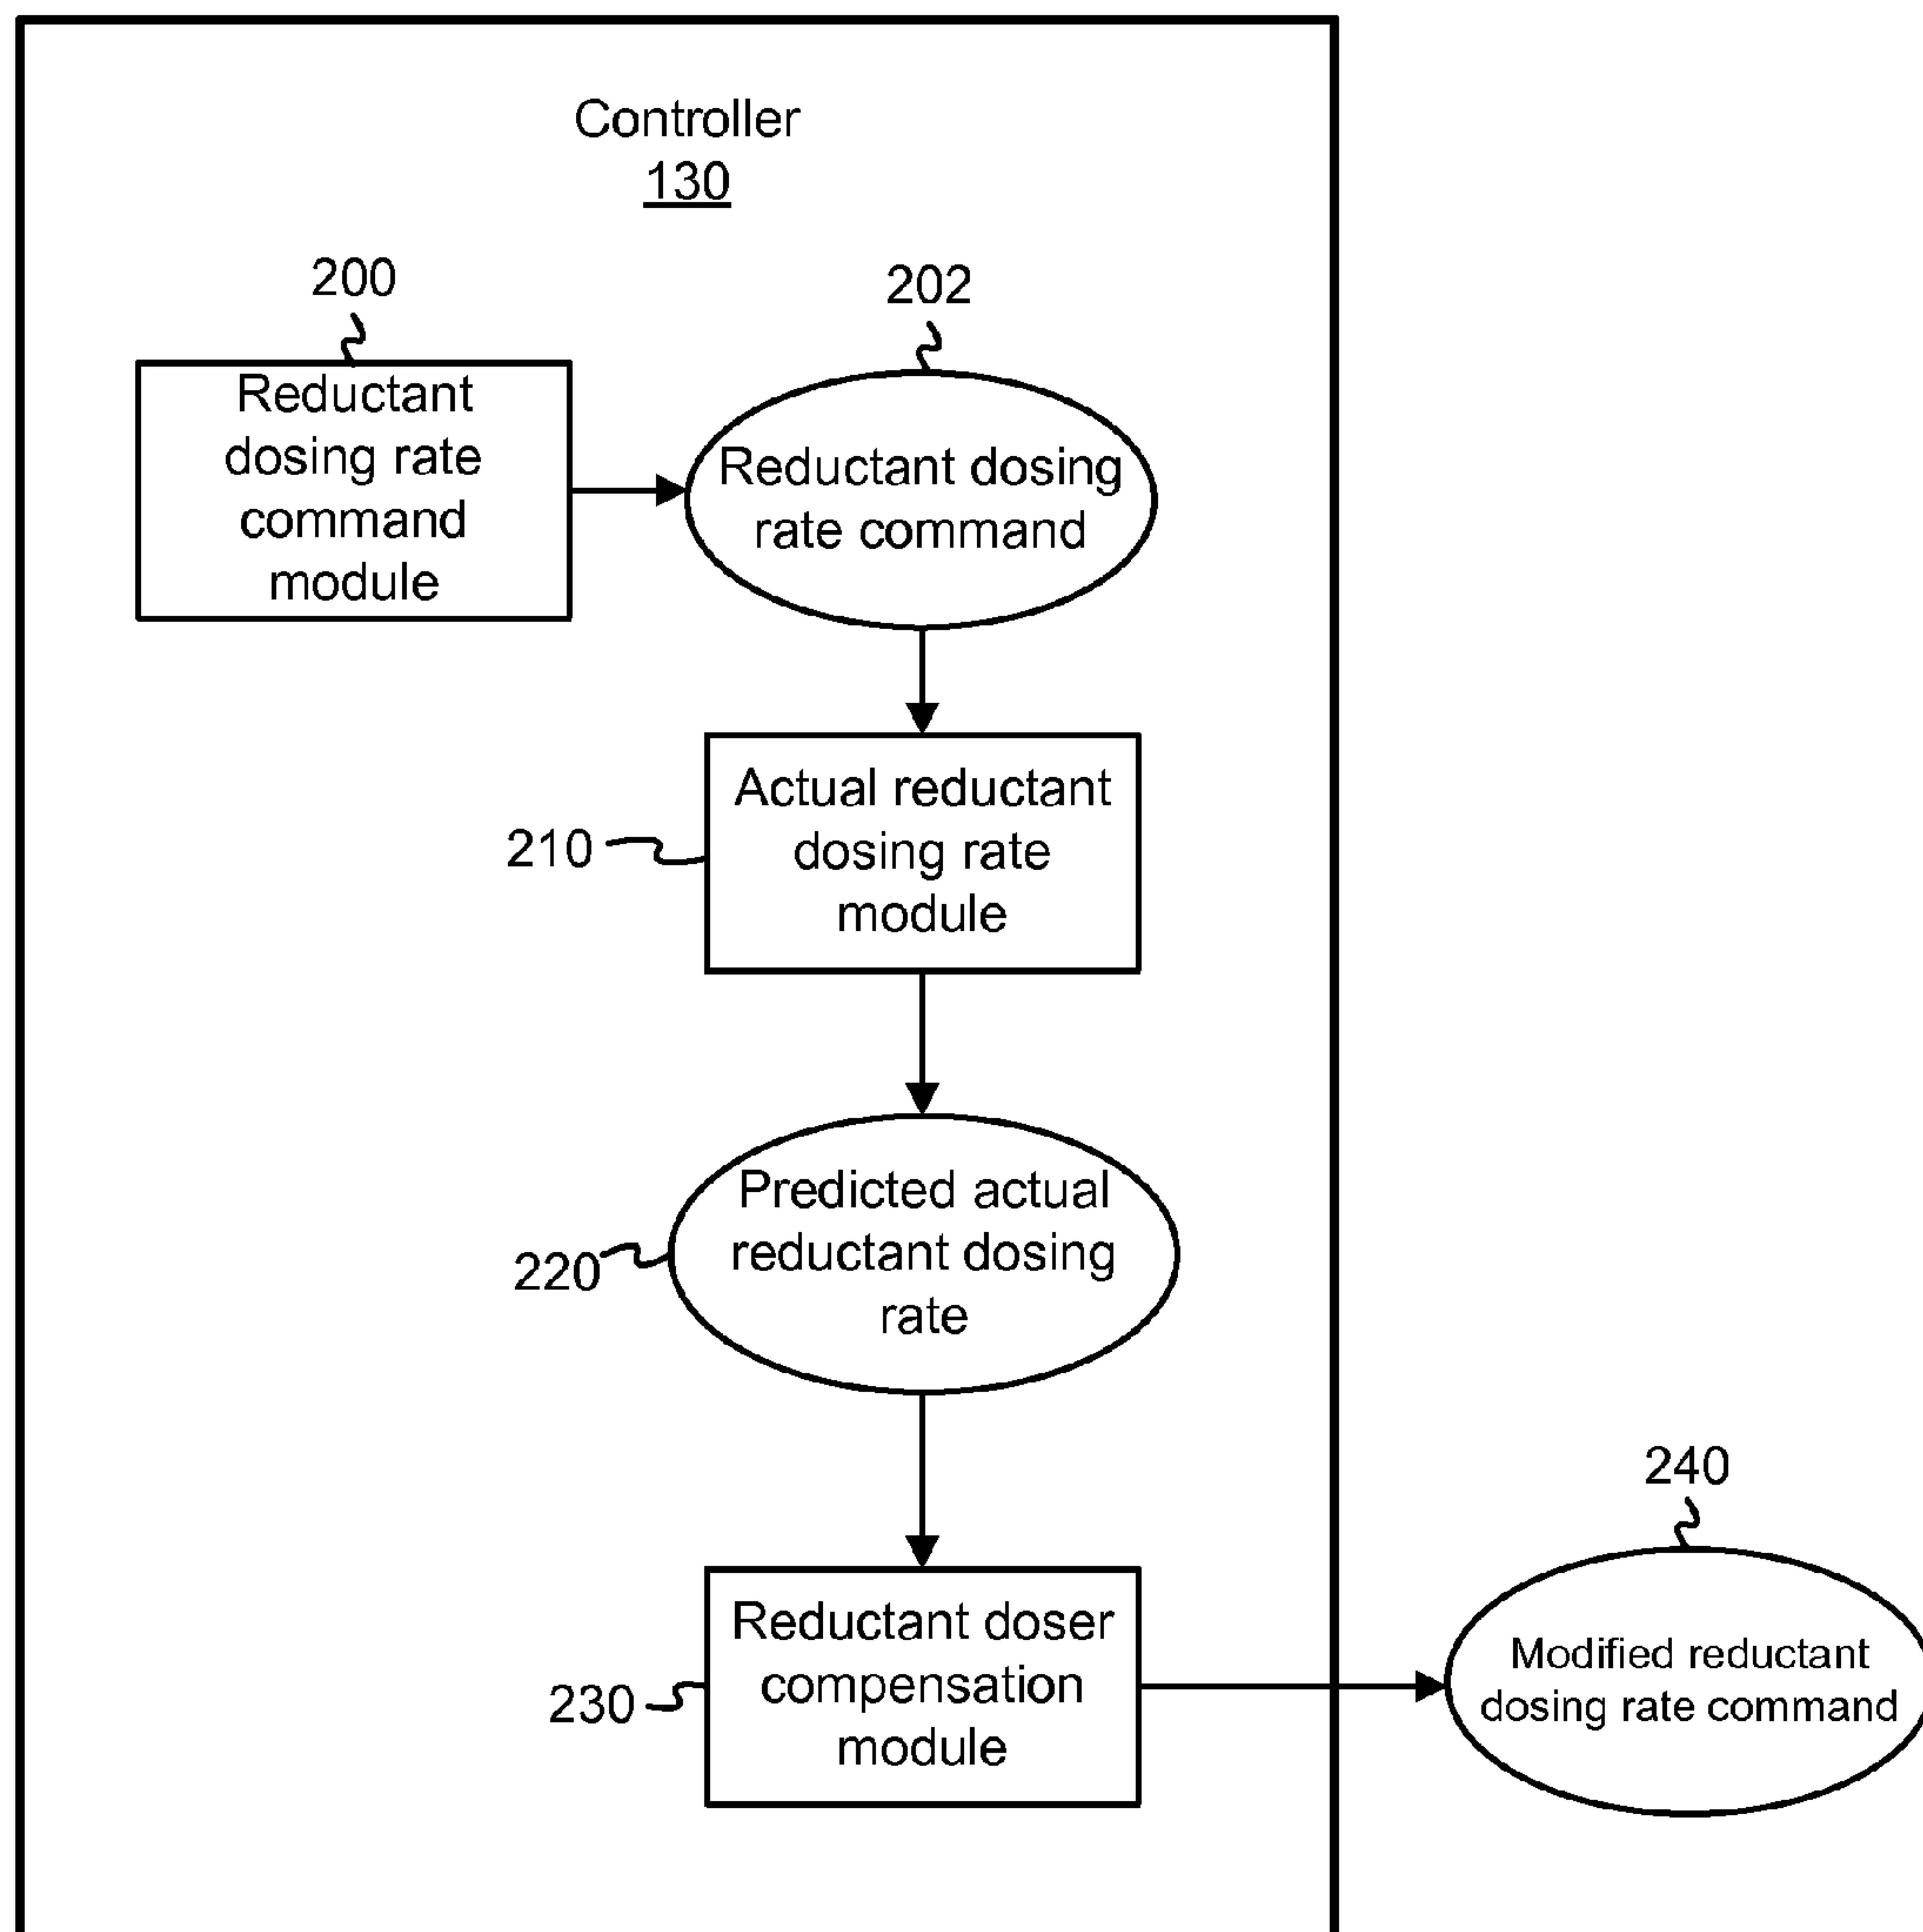 Controller
130
200
202
Reductant
dosing rate
command
module
Reductant dosing
rate command
210
Actual reductant
dosing rate
module
220
Predicted actual
reductant dosing
rate
230
Reductant doser
compensation
module
240
Modified reductant
dosing rate command